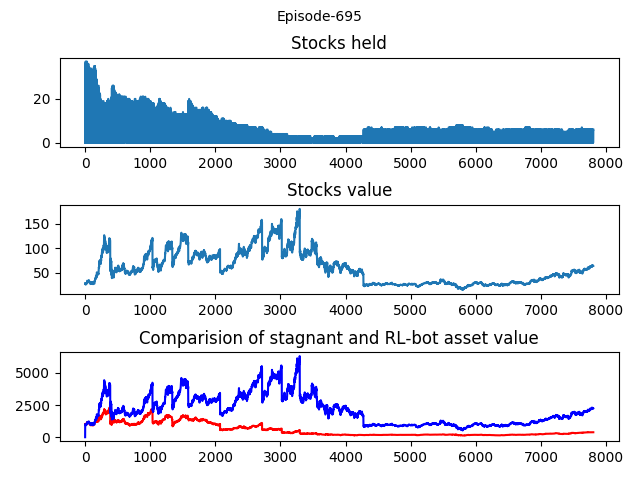 Episode-695
Stocks held
20
0
0 1000 2000 3000 4000 5000 6000 7000 8000
Stocks value
150
100
50
0 1000 2000 3000 4000 5000 6000 7000 8000
Comparision of stagnant and RL-bot asset value
5000
2500
0
0 1000 2000 3000 4000 5000 6000 7000 8000